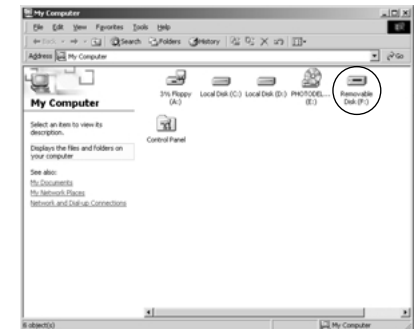 My Computer
File Edit View Favorites Tools Help
Back Search Folders History
Address My Computer Go
My Computer
Select an item to view its
description.
Displays the files and folders on
your computer
See also:
My Documents
My Network Places
Network and Dial-up Connections
3½ Floppy
(A:)
Local Disk (C:)
Local Disk (D:)
PHOTODEL...
(E:)
Removable
Disk (F:)
Control Panel
6 object(s) My Computer